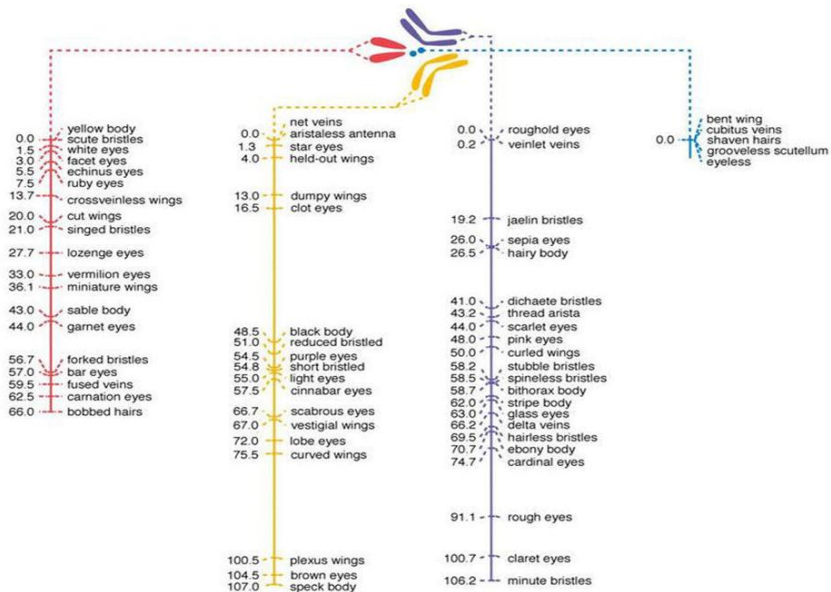 yellow body
0.0 scute bristles
1.5 white eyes
3.0 facet eyes
5.5 echinus eyes
7.5 ruby eyes
13.7 crossveinless wings
20.0 cut wings
21.0 singed bristles
27.7 lozenge eyes
33.0 vermilion eyes
36.1 miniature wings
43.0 sable body
44.0 garnet eyes
56.7 forked bristles
57.0 bar eyes
59.5 fused veins
62.5 carnation eyes
66.0 bobbed hairs
net veins
0.0 aristaless antenna
1.3 star eyes
4.0 held-out wings
13.0 dumpy wings
16.5 clot eyes
48.5 black body
51.0 reduced bristled
54.5 purple eyes
54.8 short bristled
55.0 light eyes
57.5 cinnabar eyes
66.7 scabrous eyes
67.0 vestigial wings
72.0 lobe eyes
75.5 curved wings
100.5 plexus wings
104.5 brown eyes
107.0 speck body
0.0 roughold eyes
0.2 veinlet veins
19.2 jaelin bristles
26.0 sepia eyes
26.5 hairy body
41.0 dichaete bristles
43.2 thread arista
44.0 scarlet eyes
48.0 pink eyes
50.0 curled wings
58.2 stubble bristles
58.5 spineless bristles
58.7 bithorax body
62.0 stripe body
63.0 glass eyes
66.2 delta veins
69.5 hairless bristles
70.7 ebony body
74.7 cardinal eyes
91.1 rough eyes
100.7 claret eyes
106.2 minute bristles
bent wing
cubitus veins
0.0 shaven hairs
grooveless scutellum
eyeless